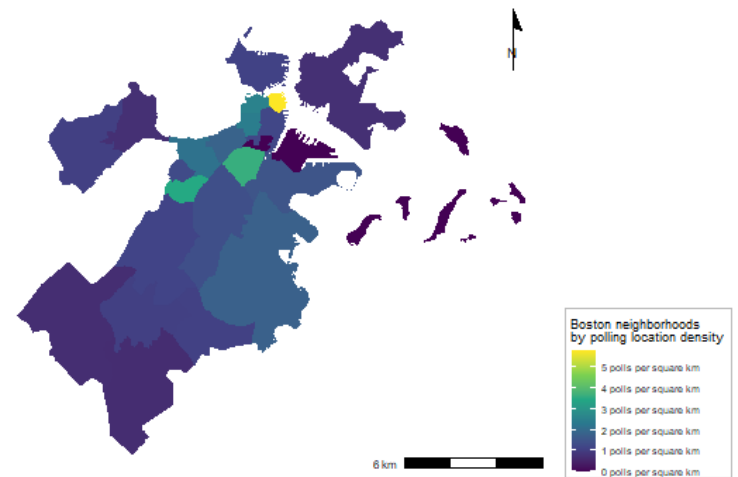 N
Boston neighborhoods
by polling location density
5 polls per square km
4 polls per square km
3 polls per square km
2 polls per square km
1 polls per square km
0 polls per square km
6 km